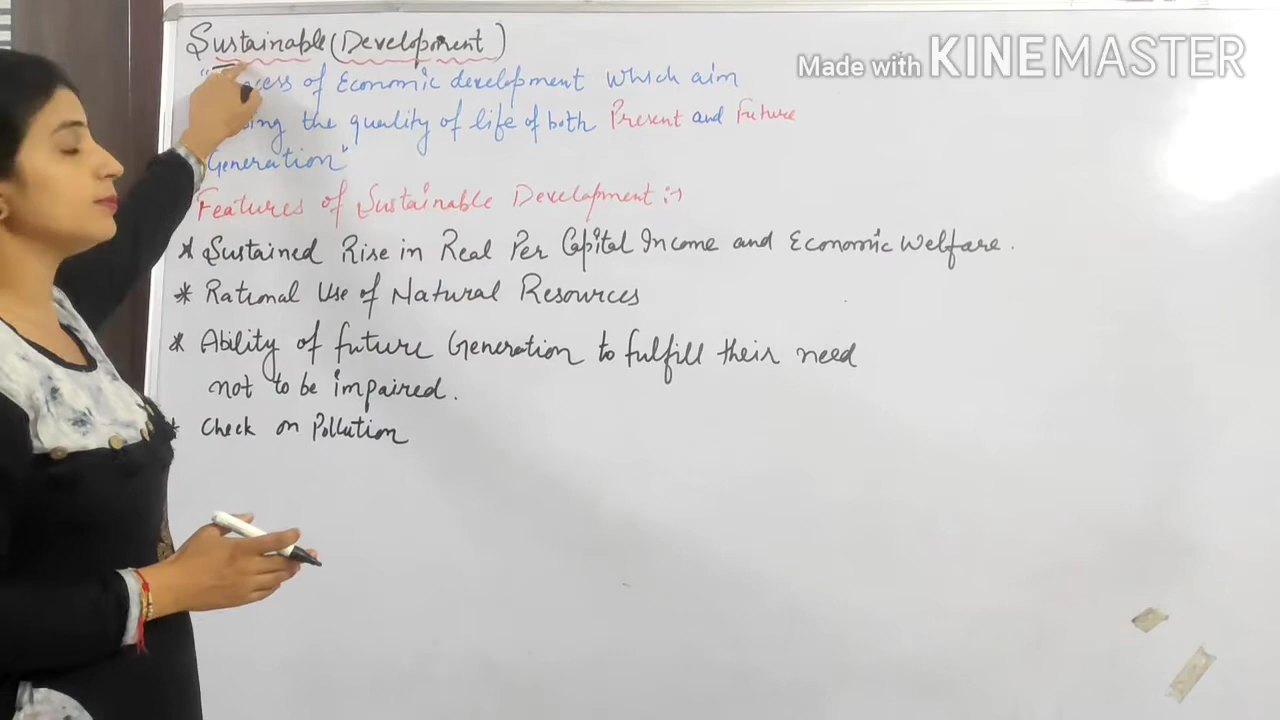 Sustainable (Development)
Made with KINEMASTER
of Economic development which aim
the quality of life of both Present and Future
Generation"
Features of Sustainable Development :-
* Sustained Rise in Real Per Capital Income and Economic Welfare.
* Rational Use of Natural Resources
* Ability of future Generation to fulfill their need
not to be impaired.
* Check on Pollution